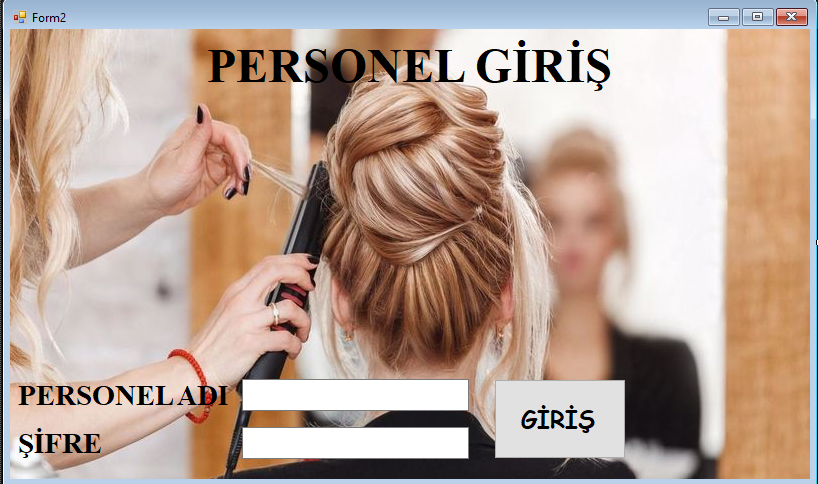 Form2
PERSONEL GİRİŞ
PERSONEL ADI
GİRİŞ
ŞİFRE